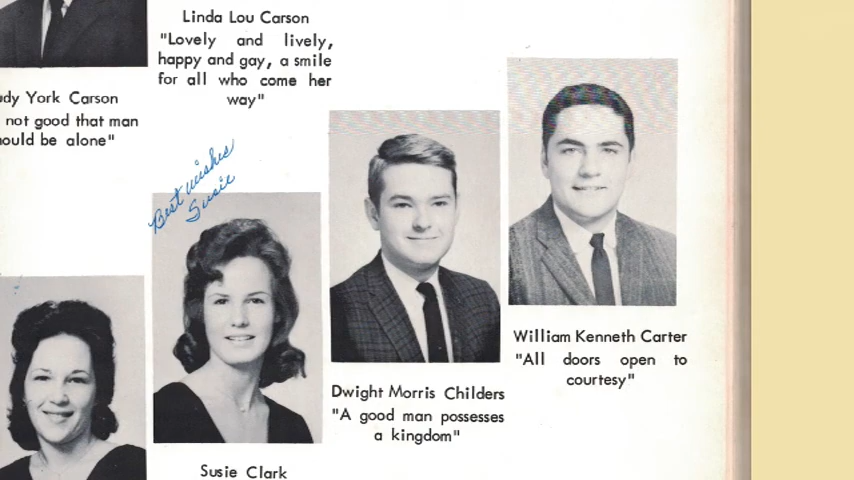 Linda Lou Carson
"Lovely and lively,
happy and gay, a smile
for all who come her
way"
York Carson
not good that man
be alone"
Best wishes
Susie
William Kenneth Carter
"All doors open to
courtesy"
Dwight Morris Childers
"A good man possesses
a kingdom"
Susie Clark